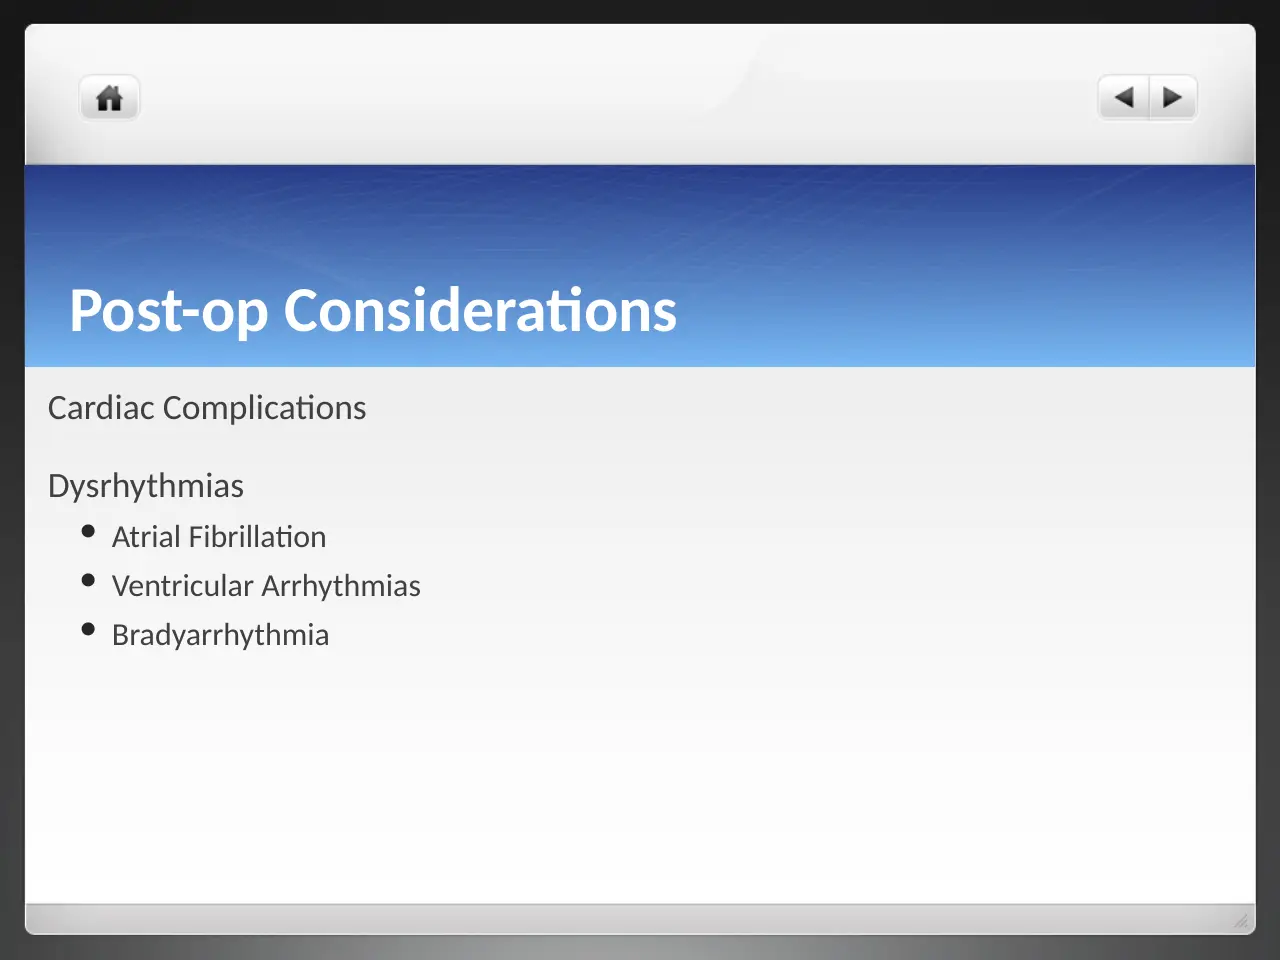 Post-op Considerations
Cardiac Complications
Dysrhythmias
• Atrial Fibrillation
• Ventricular Arrhythmias
• Bradyarrhythmia